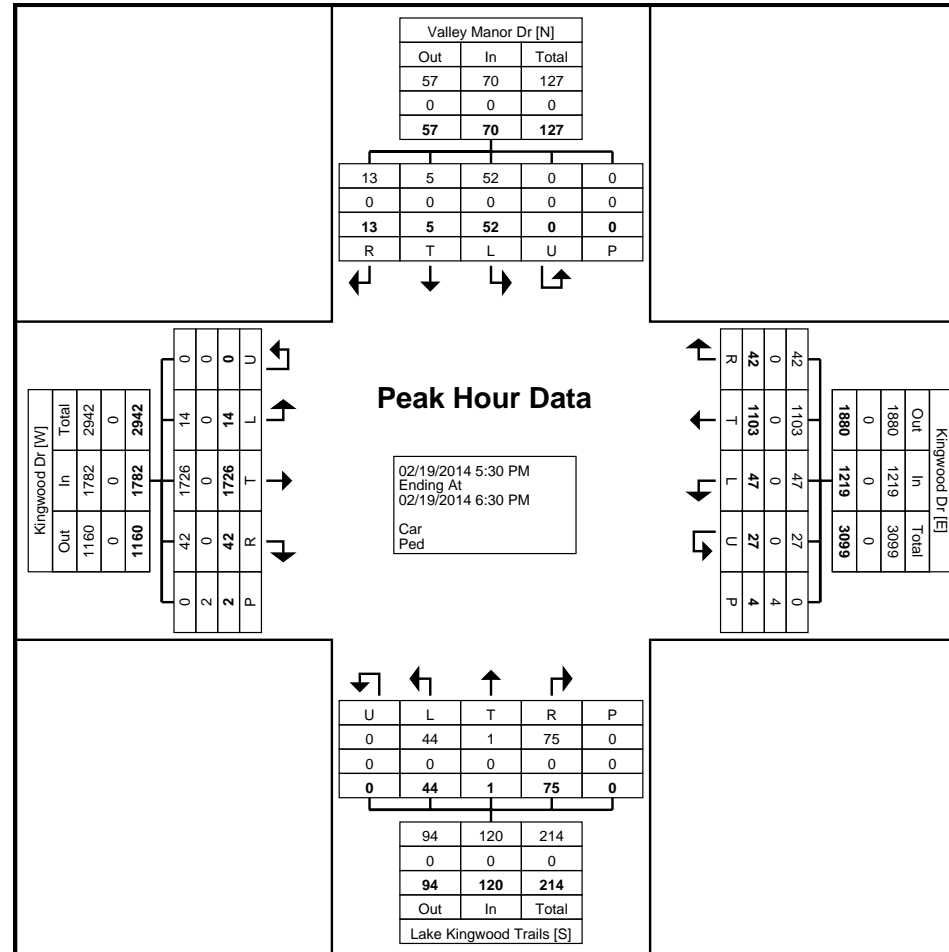 Valley Manor Dr [N]
Out In Total
57 70 127
0 0 0
57 70 127
13 5 52 0 0
0 0 0 0 0
13 5 52 0 0
R T L U P
Kingwood Dr [W]
Total 2942 0 2942
In 1782 0 1782
Out 1160 0 1160
0 0 0 U
14 0 14 L
1726 0 1726 T
42 0 42 R
0 2 2 P
Peak Hour Data
02/19/2014 5:30 PM
Ending At
02/19/2014 6:30 PM
Car
Ped
R 42 0 42
T 1103 0 1103
L 47 0 47
U 27 0 27
P 4 4 0
Kingwood Dr [E]
Out In Total
1880 1219 3099
0 0 0
1880 1219 3099
U L T R P
0 44 1 75 0
0 0 0 0 0
0 44 1 75 0
94 120 214
0 0 0
94 120 214
Out In Total
Lake Kingwood Trails [S]